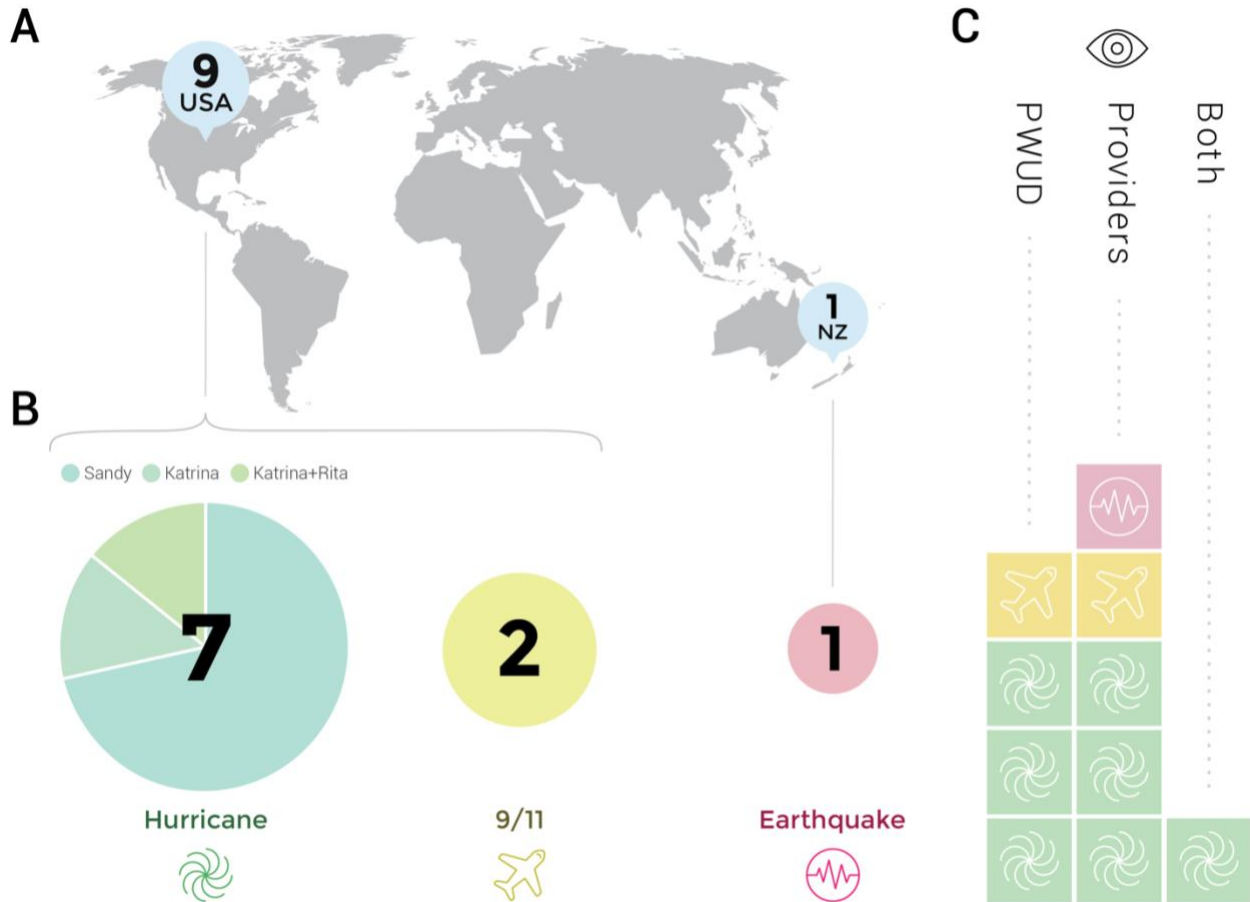 A
9
USA
1
NZ
B
Sandy Katrina Katrina+Rita
7
2
1
Hurricane
9/11
Earthquake
C
PWUD
Providers
Both